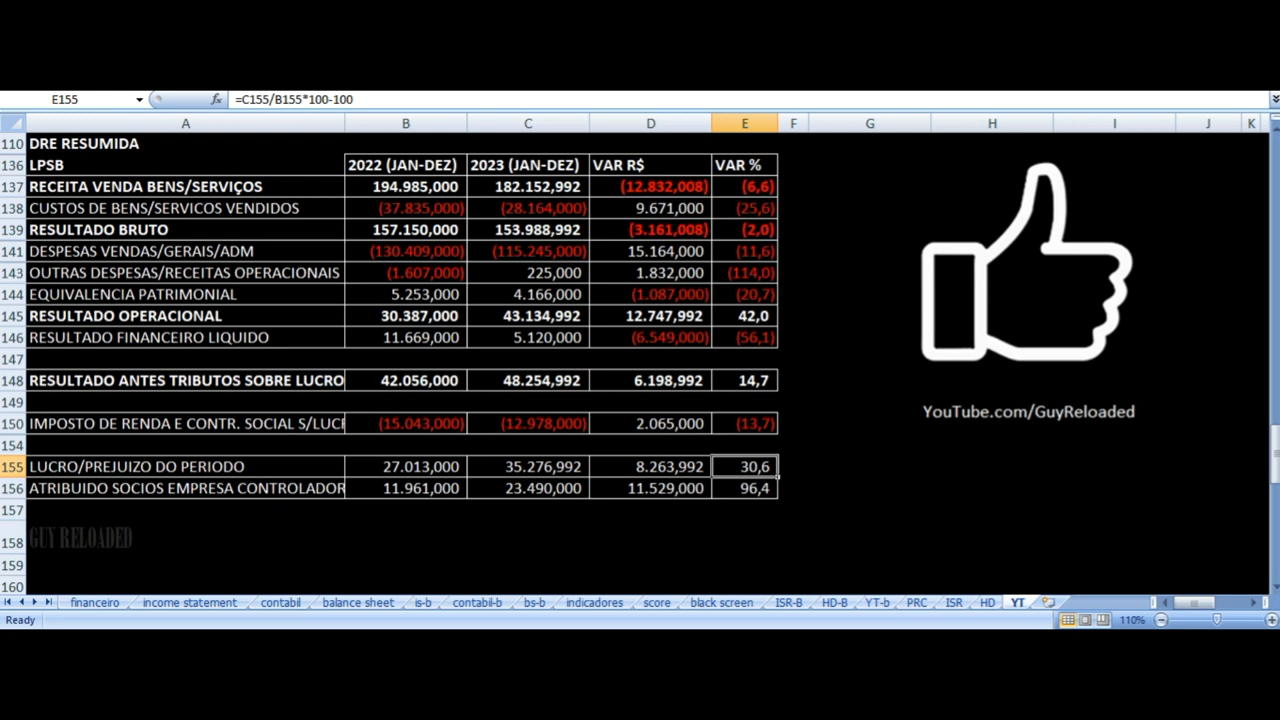 E155 fx =C155/B155*100-100
A B C D E F G H I J K
110 DRE RESUMIDA
136 LPSB 2022 (JAN-DEZ) 2023 (JAN-DEZ) VAR R$ VAR %
137 RECEITA VENDA BENS/SERVIÇOS 194.985,000 182.152,992 (12.832,008) (6,6)
138 CUSTOS DE BENS/SERVICOS VENDIDOS (37.835,000) (28.164,000) 9.671,000 (25,6)
139 RESULTADO BRUTO 157.150,000 153.988,992 (3.161,008) (2,0)
141 DESPESAS VENDAS/GERAIS/ADM (130.409,000) (115.245,000) 15.164,000 (11,6)
143 OUTRAS DESPESAS/RECEITAS OPERACIONAIS (1.607,000) 225,000 1.832,000 (114,0)
144 EQUIVALENCIA PATRIMONIAL 5.253,000 4.166,000 (1.087,000) (20,7)
145 RESULTADO OPERACIONAL 30.387,000 43.134,992 12.747,992 42,0
146 RESULTADO FINANCEIRO LIQUIDO 11.669,000 5.120,000 (6.549,000) (56,1)
147
148 RESULTADO ANTES TRIBUTOS SOBRE LUCRO 42.056,000 48.254,992 6.198,992 14,7
149
YouTube.com/GuyReloaded
150 IMPOSTO DE RENDA E CONTR. SOCIAL S/LUCR (15.043,000) (12.978,000) 2.065,000 (13,7)
154
155 LUCRO/PREJUIZO DO PERIODO 27.013,000 35.276,992 8.263,992 30,6
156 ATRIBUIDO SOCIOS EMPRESA CONTROLADOR 11.961,000 23.490,000 11.529,000 96,4
157
158 GUY RELOADED
159
160
financeiro income statement contabil balance sheet is-b contabil-b bs-b indicadores score black screen ISR-B HD-B YT-b PRC ISR HD YT
Ready 110%